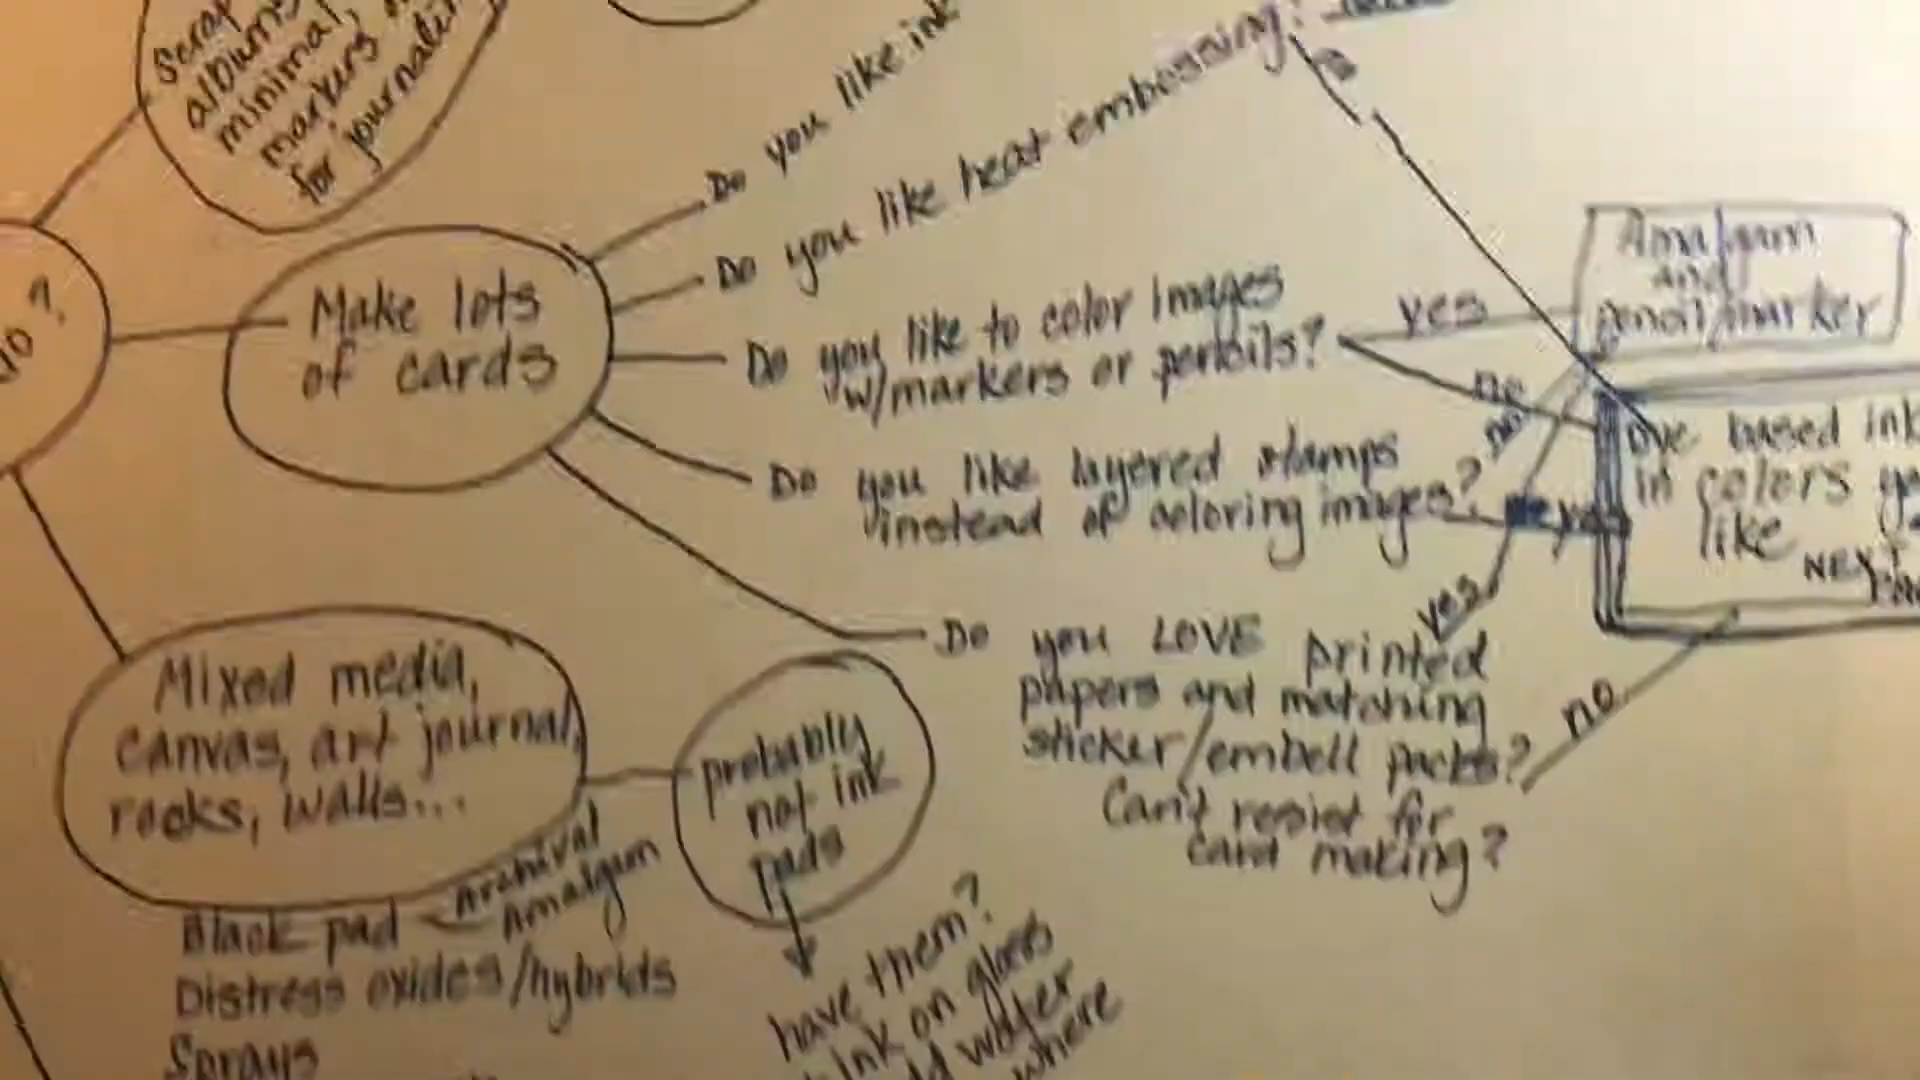 Scrap
albums
minimal,
markers
for journaling
Do you like ink
Do you like heat embossing?
Make lots
of cards
Do you like to color images
w/markers or pencils?
yes
no
Amalgam
and
pencil/marker
Do you like layered stamps
instead of coloring images?
no
yes
Dye based ink
in colors
like
NEXT
Do you LOVE printed
papers and matching
sticker/embell packs?
Can't resist for
card making?
yes
no
Mixed media,
canvas, art journal,
rocks, walls...
probably
not ink
pads
Black pad
Archival
Amalgam
Distress oxides/hybrids
Sprays
have them?
ink on glass
water
where